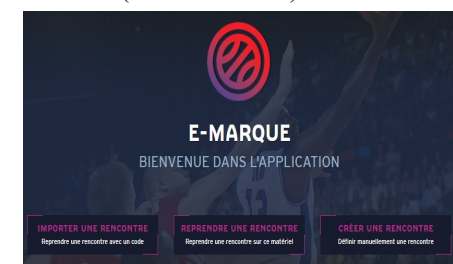 E-MARQUE
BIENVENUE DANS L'APPLICATION
IMPORTER UNE RENCONTRE
Reprendre une rencontre avec un code
REPRENDRE UNE RENCONTRE
Reprendre une rencontre sur ce matériel
CRÉER UNE RENCONTRE
Définir manuellement une rencontre